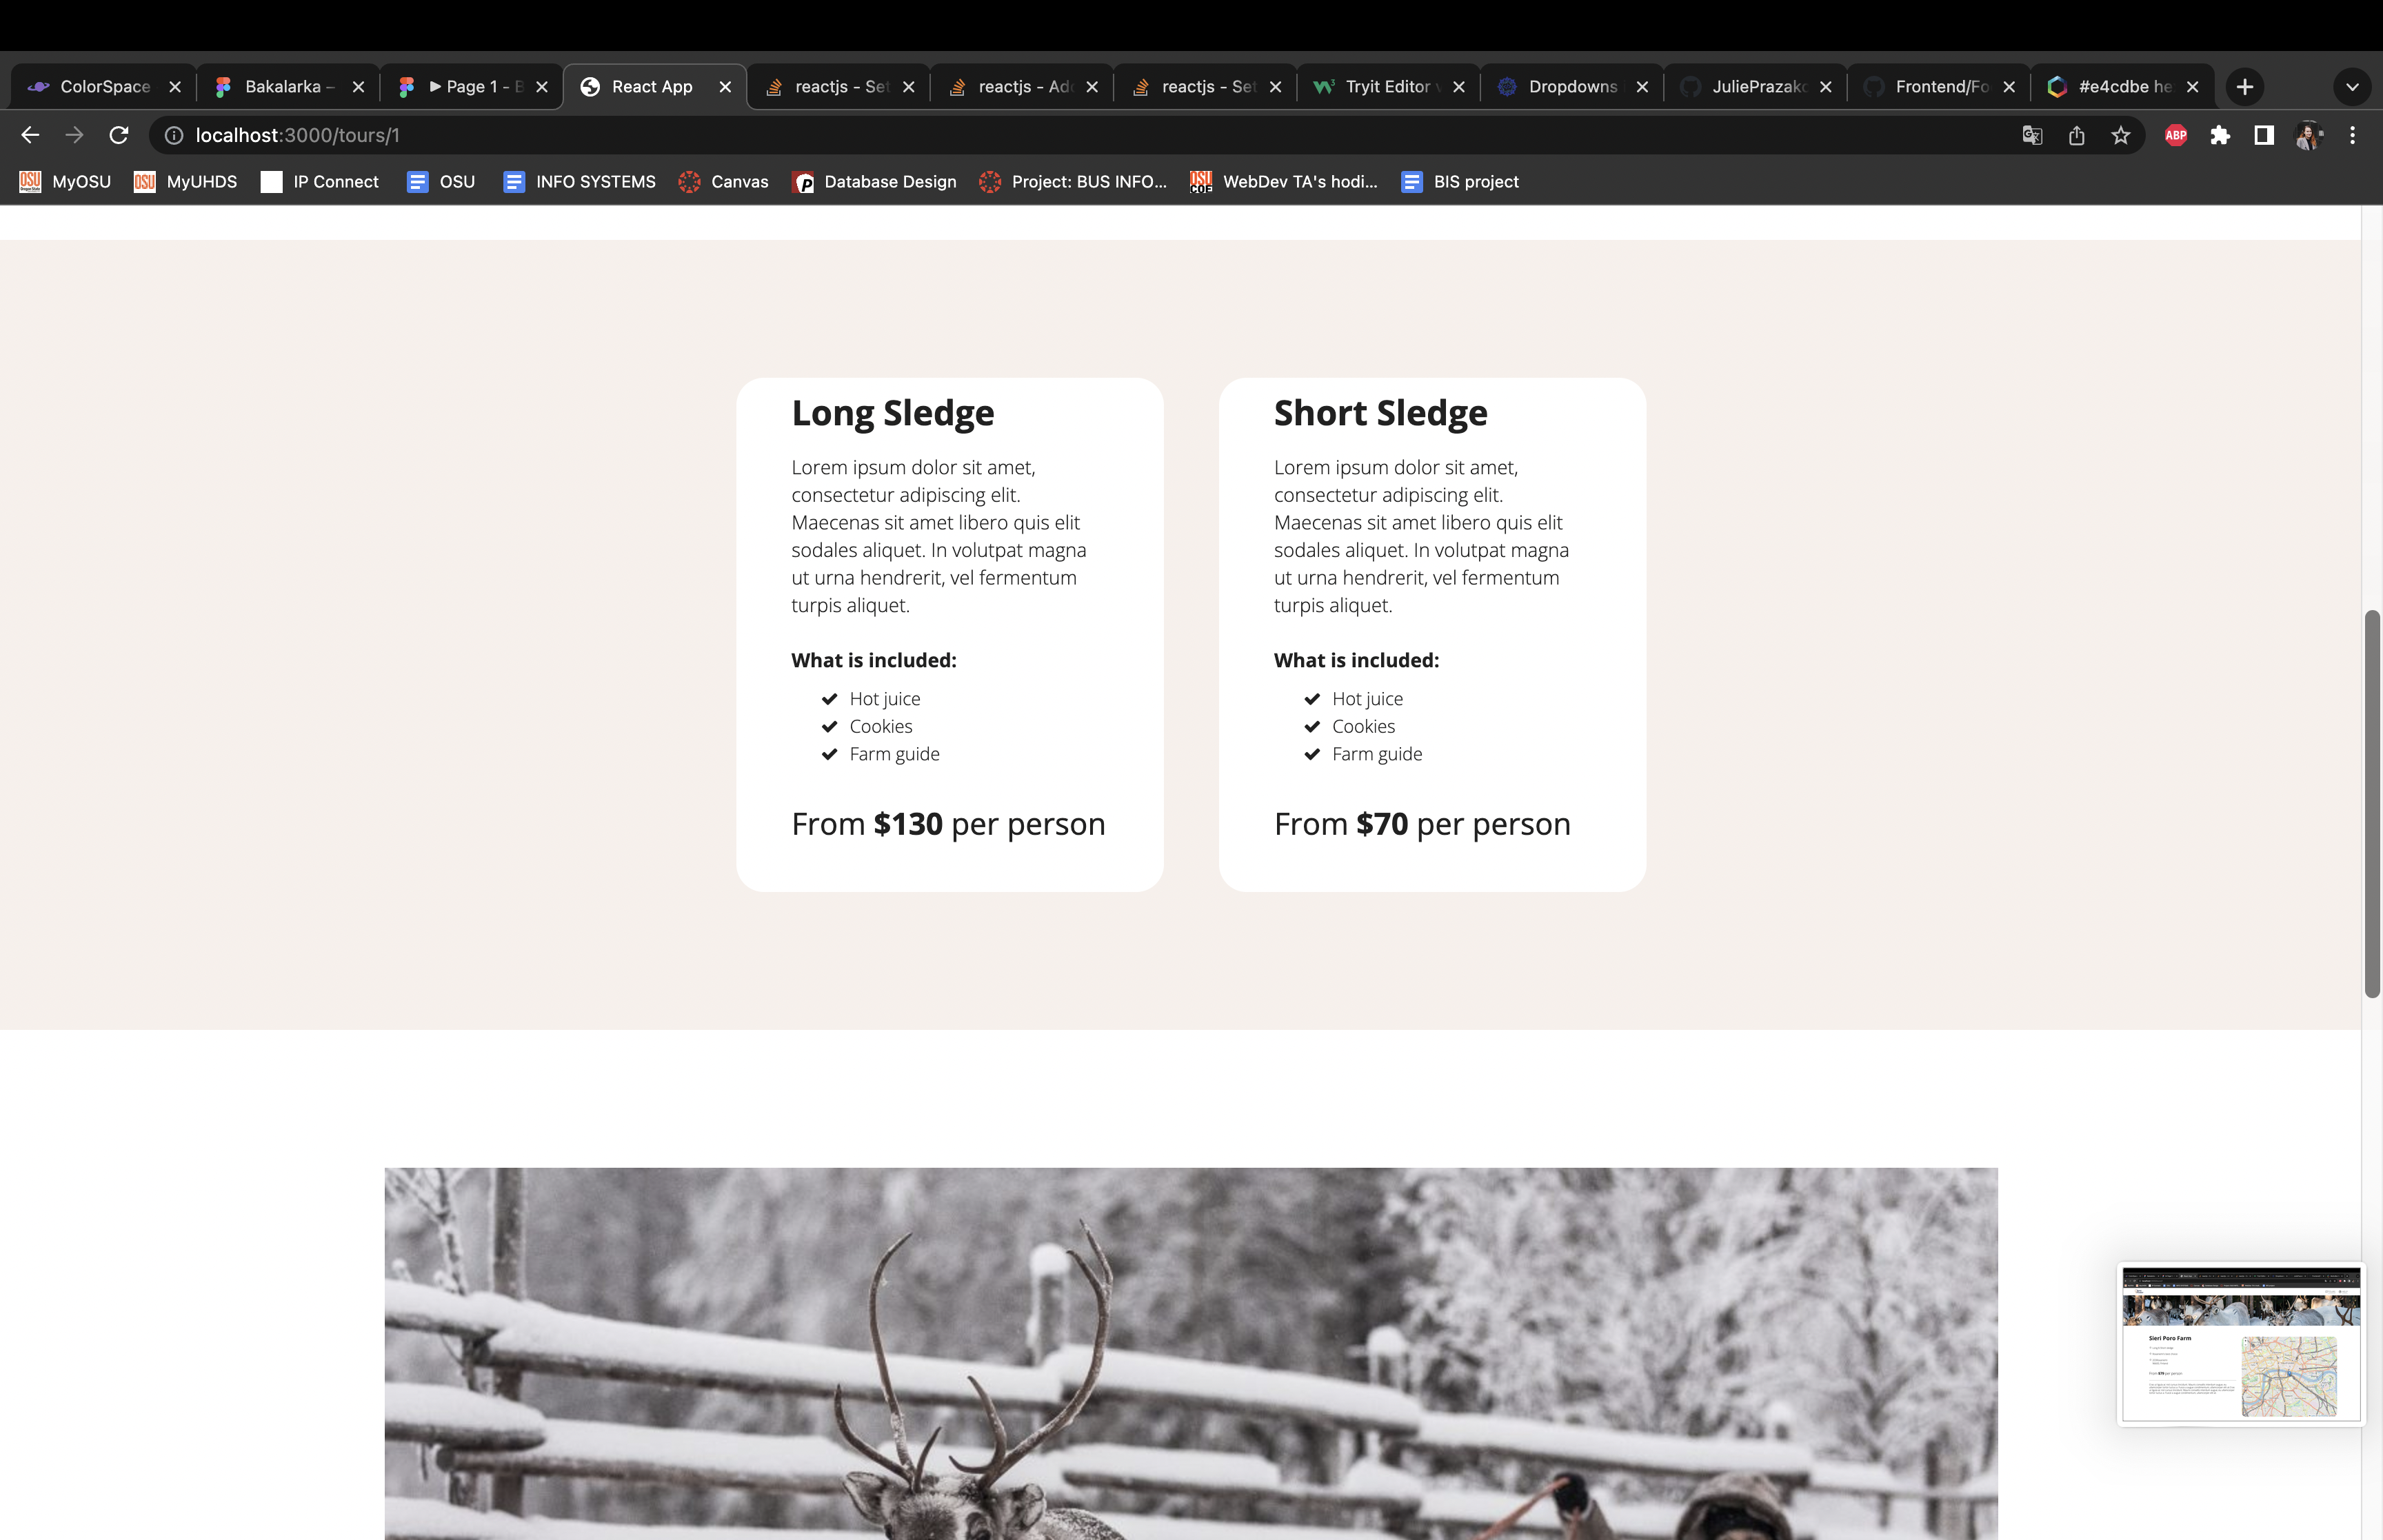 ColorSpace
Bakalarka –
Page 1 - B
React App
reactjs - Set
reactjs - Add
reactjs - Set
Tryit Editor v
Dropdowns
JuliePrazako
Frontend/Fo
#e4cdbe he
localhost:3000/tours/1
ABP
MyOSU
MyUHDS
IP Connect
OSU
INFO SYSTEMS
Canvas
Database Design
Project: BUS INFO...
WebDev TA's hodi...
BIS project
Long Sledge
Lorem ipsum dolor sit amet,
consectetur adipiscing elit.
Maecenas sit amet libero quis elit
sodales aliquet. In volutpat magna
ut urna hendrerit, vel fermentum
turpis aliquet.
What is included:
Hot juice
Cookies
Farm guide
From $130 per person
Short Sledge
Lorem ipsum dolor sit amet,
consectetur adipiscing elit.
Maecenas sit amet libero quis elit
sodales aliquet. In volutpat magna
ut urna hendrerit, vel fermentum
turpis aliquet.
What is included:
Hot juice
Cookies
Farm guide
From $70 per person
Sieri Poro Farm